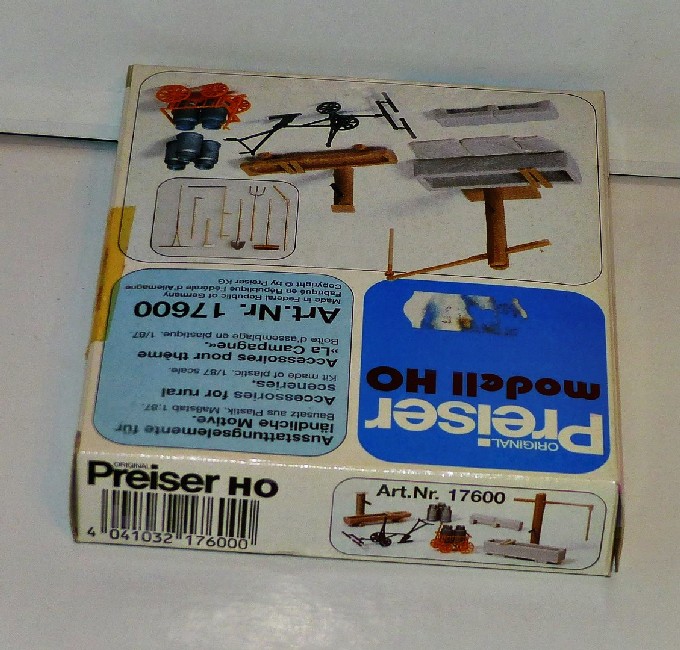 ORIGINAL
Preiser
modell HO
Ausstattungselemente für
ländliche Motive.
Bausatz aus Plastik. Maßstab 1:87.
Accessories for rural
sceneries.
Kit made of plastic. 1/87 scale.
Accessoires pour thème
»La Campagne«.
Boîte d'assemblage en plastique. 1/87
Art.Nr. 17600
Made in Federal Republic of Germany
Fabriqué en République Fédérale d'Allemagne
Copyright © by Preiser KG
Preiser HO
4 041032 176000
Art.Nr. 17600